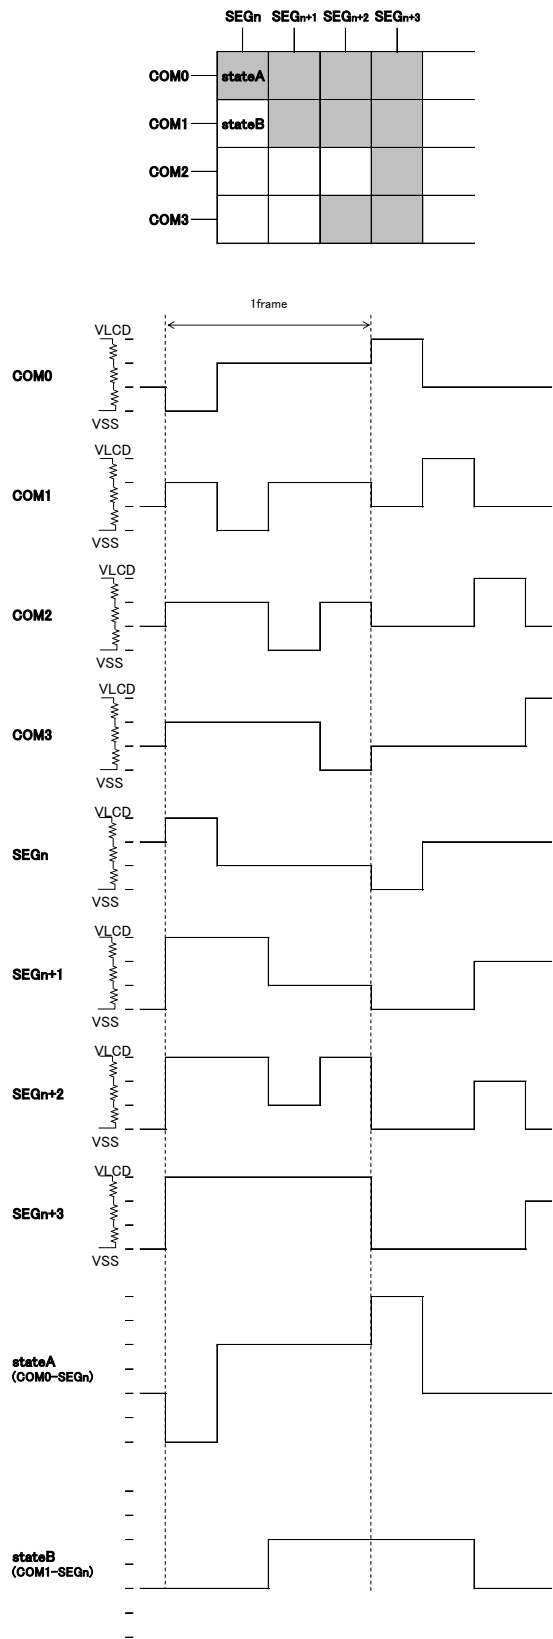 SEGn SEGn+1 SEGn+2 SEGn+3
COM0 stateA
COM1 stateB
COM2
COM3
1frame
VLCD
COM0
VSS
VLCD
COM1
VSS
VLCD
COM2
VSS
VLCD
COM3
VSS
VLCD
SEGn
VSS
VLCD
SEGn+1
VSS
VLCD
SEGn+2
VSS
VLCD
SEGn+3
VSS
stateA
(COM0-SEGn)
stateB
(COM1-SEGn)